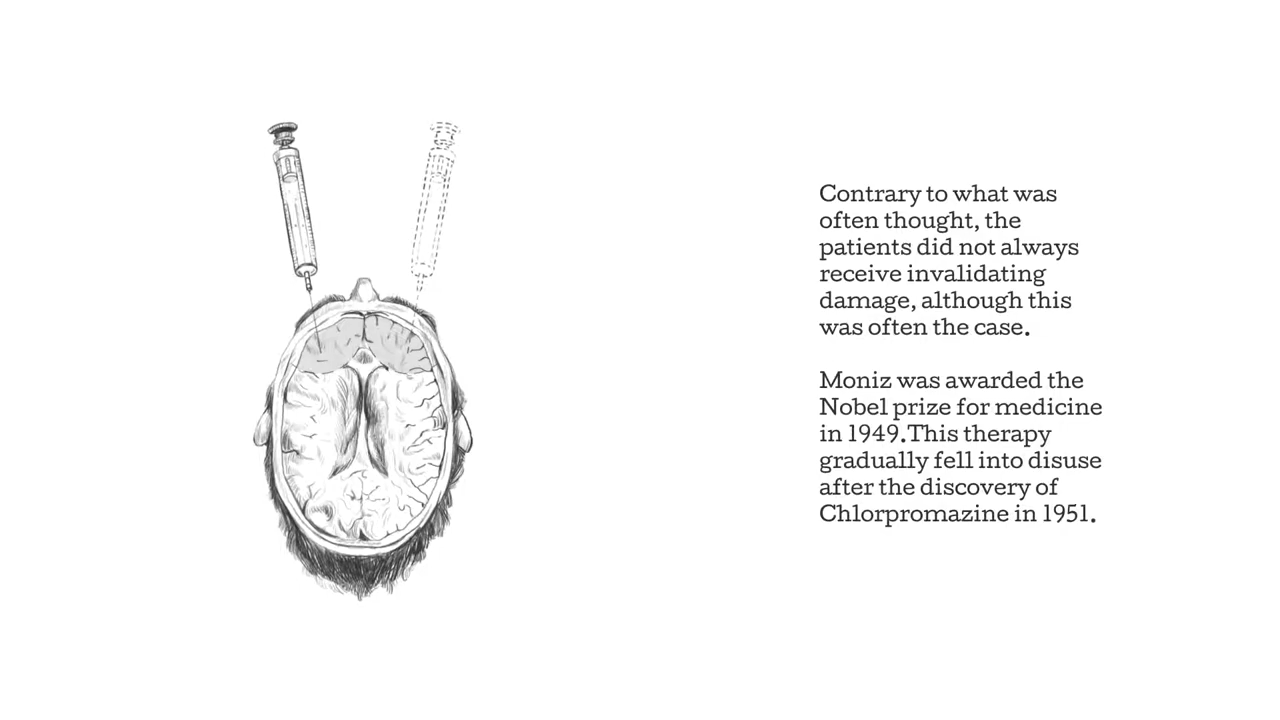 Contrary to what was
often thought, the
patients did not always
receive invalidating
damage, although this
was often the case.
Moniz was awarded the
Nobel prize for medicine
in 1949.This therapy
gradually fell into disuse
after the discovery of
Chlorpromazine in 1951.